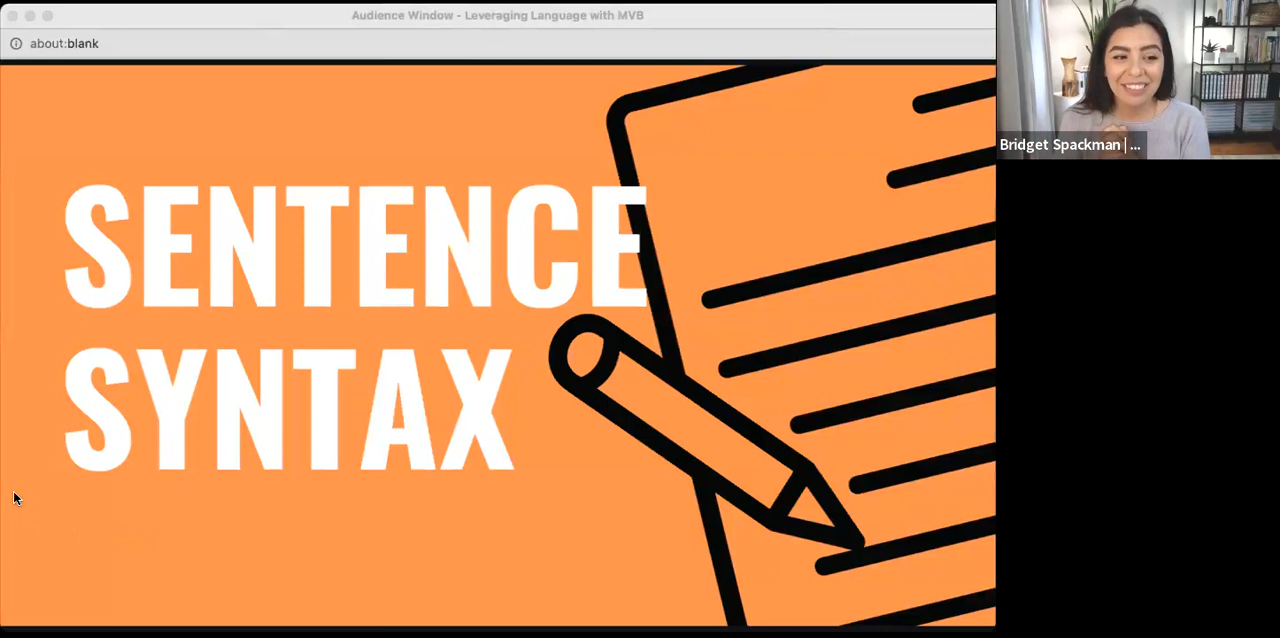 Audience Window - Leveraging Language with MVB
about:blank
SENTENCE
SYNTAX
Bridget Spackman | ...